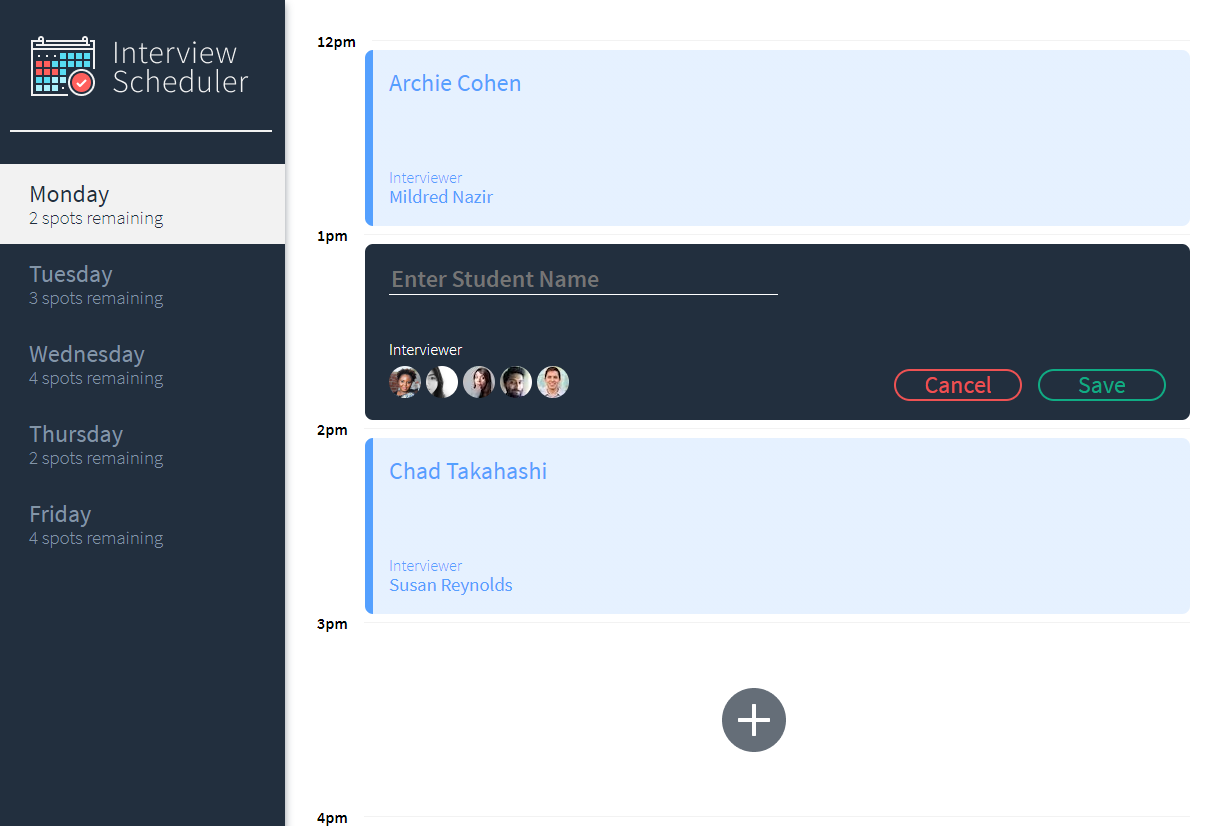 Interview
Scheduler
Monday
2 spots remaining
Tuesday
3 spots remaining
Wednesday
4 spots remaining
Thursday
2 spots remaining
Friday
4 spots remaining
12pm
Archie Cohen
Interviewer
Mildred Nazir
1pm
Enter Student Name
Interviewer
Cancel Save
2pm
Chad Takahashi
Interviewer
Susan Reynolds
3pm
4pm